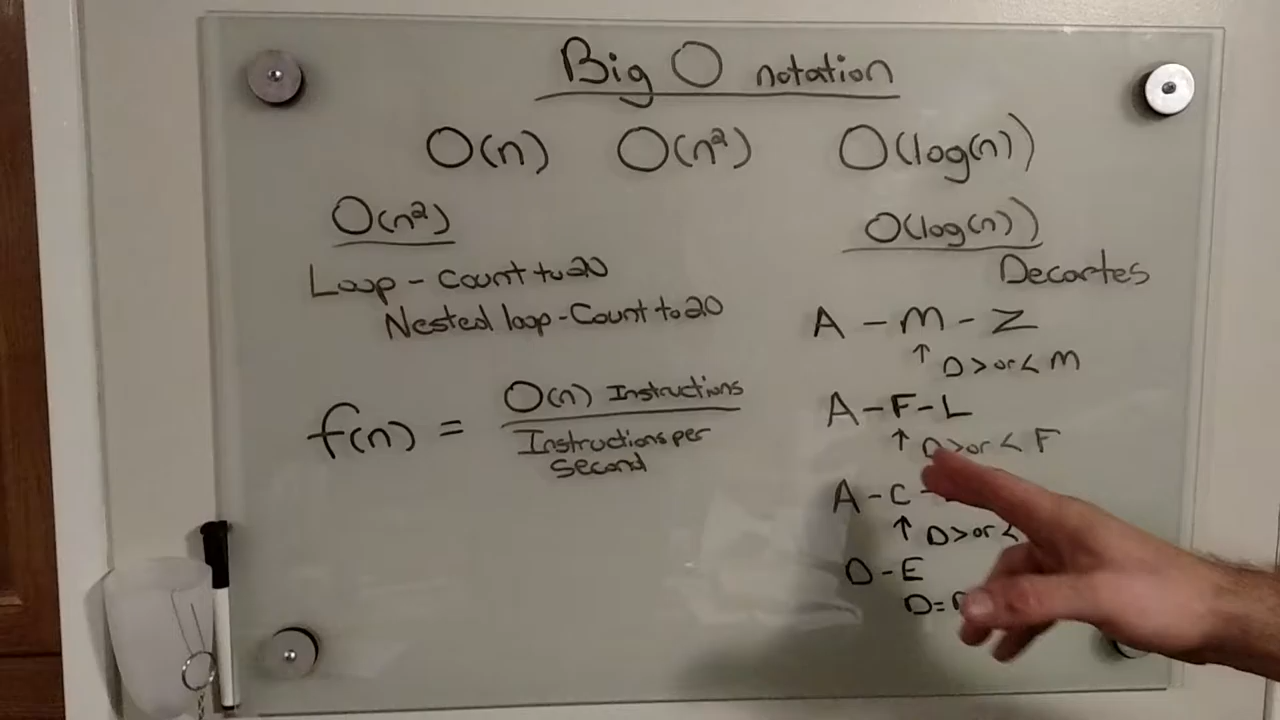 Big O notation
O(n) O(n²) O(log(n))
O(n²)
Loop - Count to 20
Nested loop - Count to 20
f(n) = O(n) Instructions
Instructions per
Second
O(log(n))
Decartes
A - M - Z
↑ D > or < M
A - F - L
↑ D > or < F
A - C -
↑ D > or <
D - E
D =